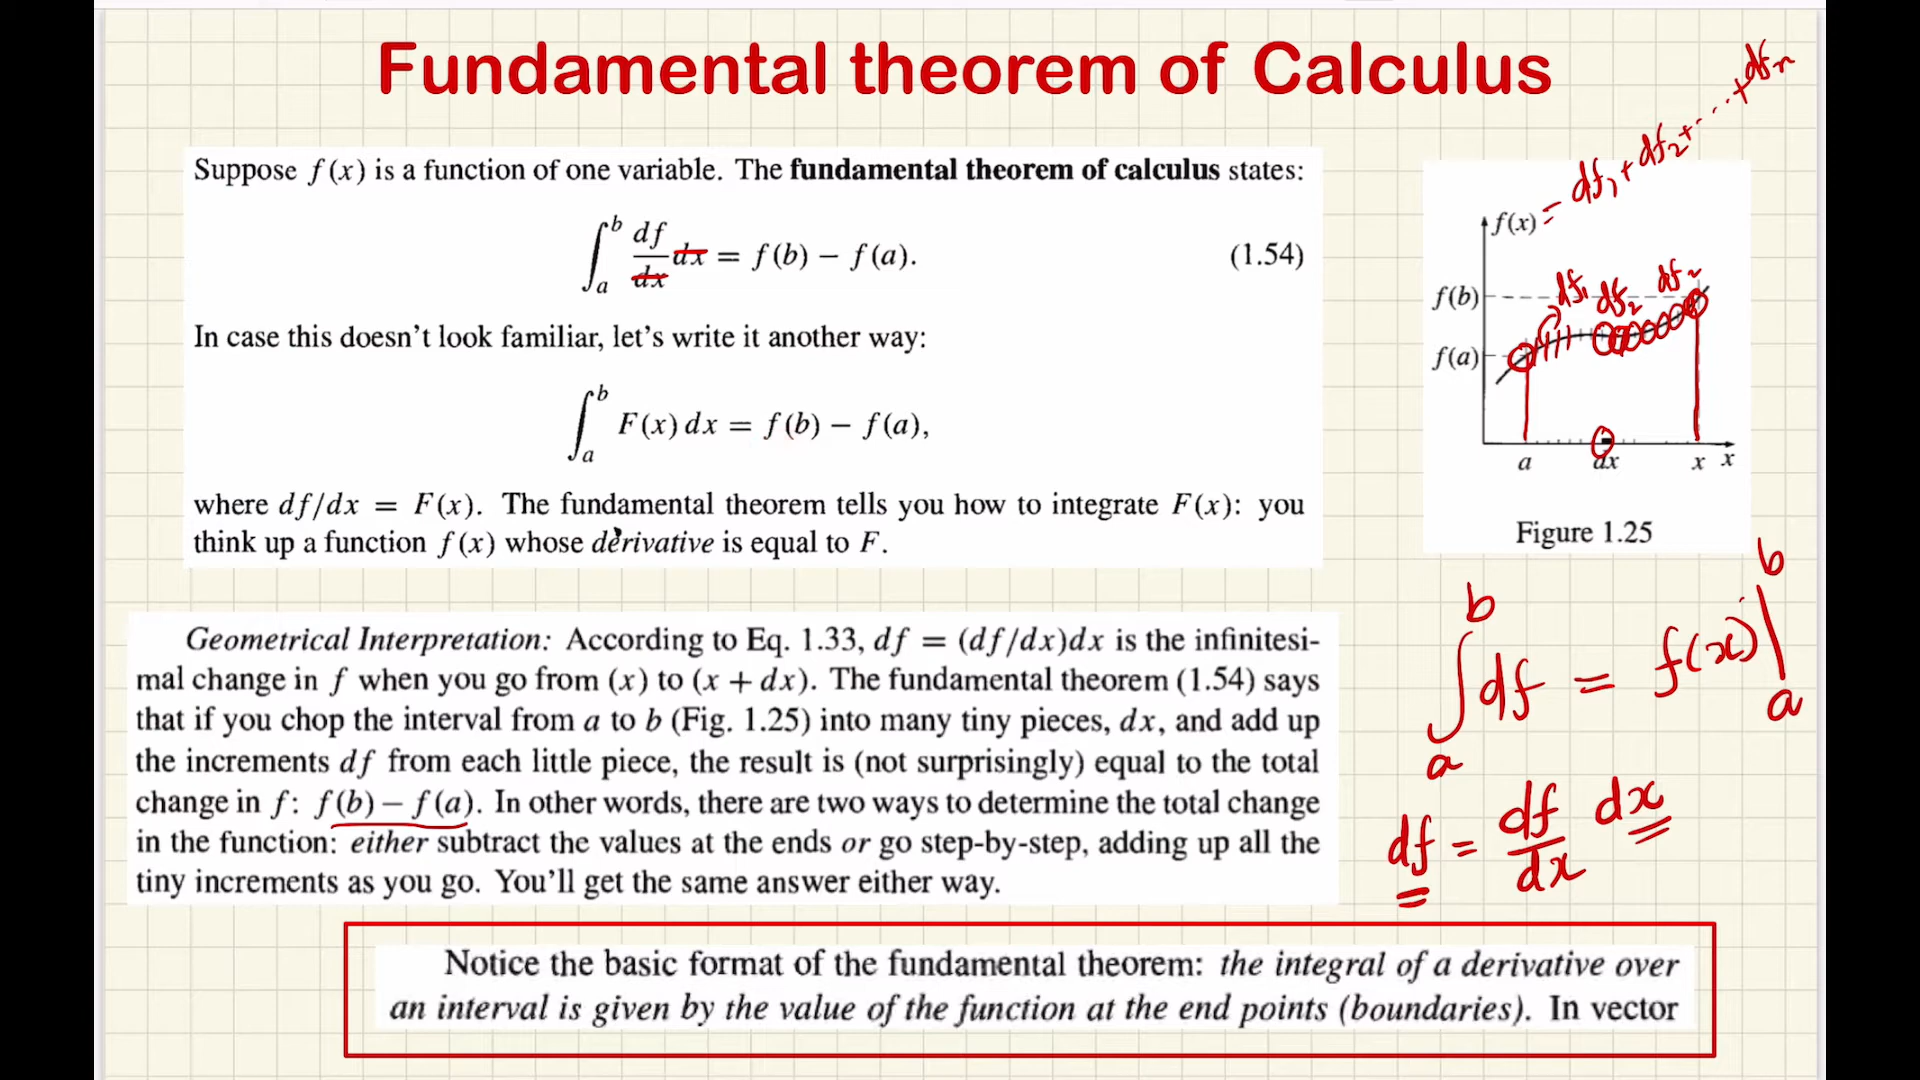 Fundamental theorem of Calculus
Suppose f(x) is a function of one variable. The fundamental theorem of calculus states:
∫_a^b df/dx dx = f(b) − f(a). (1.54)
In case this doesn't look familiar, let's write it another way:
∫_a^b F(x) dx = f(b) − f(a),
where df/dx = F(x). The fundamental theorem tells you how to integrate F(x): you
think up a function f(x) whose derivative is equal to F.
f(x) = df₁ + df₂ + ..... + dfn
df₁ df₂ df
f(b)
f(a)
a dx x x
Figure 1.25
∫_a^b df = f(x)|_a^b
df = df/dx dx
Geometrical Interpretation: According to Eq. 1.33, df = (df/dx)dx is the infinitesi-
mal change in f when you go from (x) to (x + dx). The fundamental theorem (1.54) says
that if you chop the interval from a to b (Fig. 1.25) into many tiny pieces, dx, and add up
the increments df from each little piece, the result is (not surprisingly) equal to the total
change in f: f(b) − f(a). In other words, there are two ways to determine the total change
in the function: either subtract the values at the ends or go step-by-step, adding up all the
tiny increments as you go. You'll get the same answer either way.
Notice the basic format of the fundamental theorem: the integral of a derivative over
an interval is given by the value of the function at the end points (boundaries). In vector